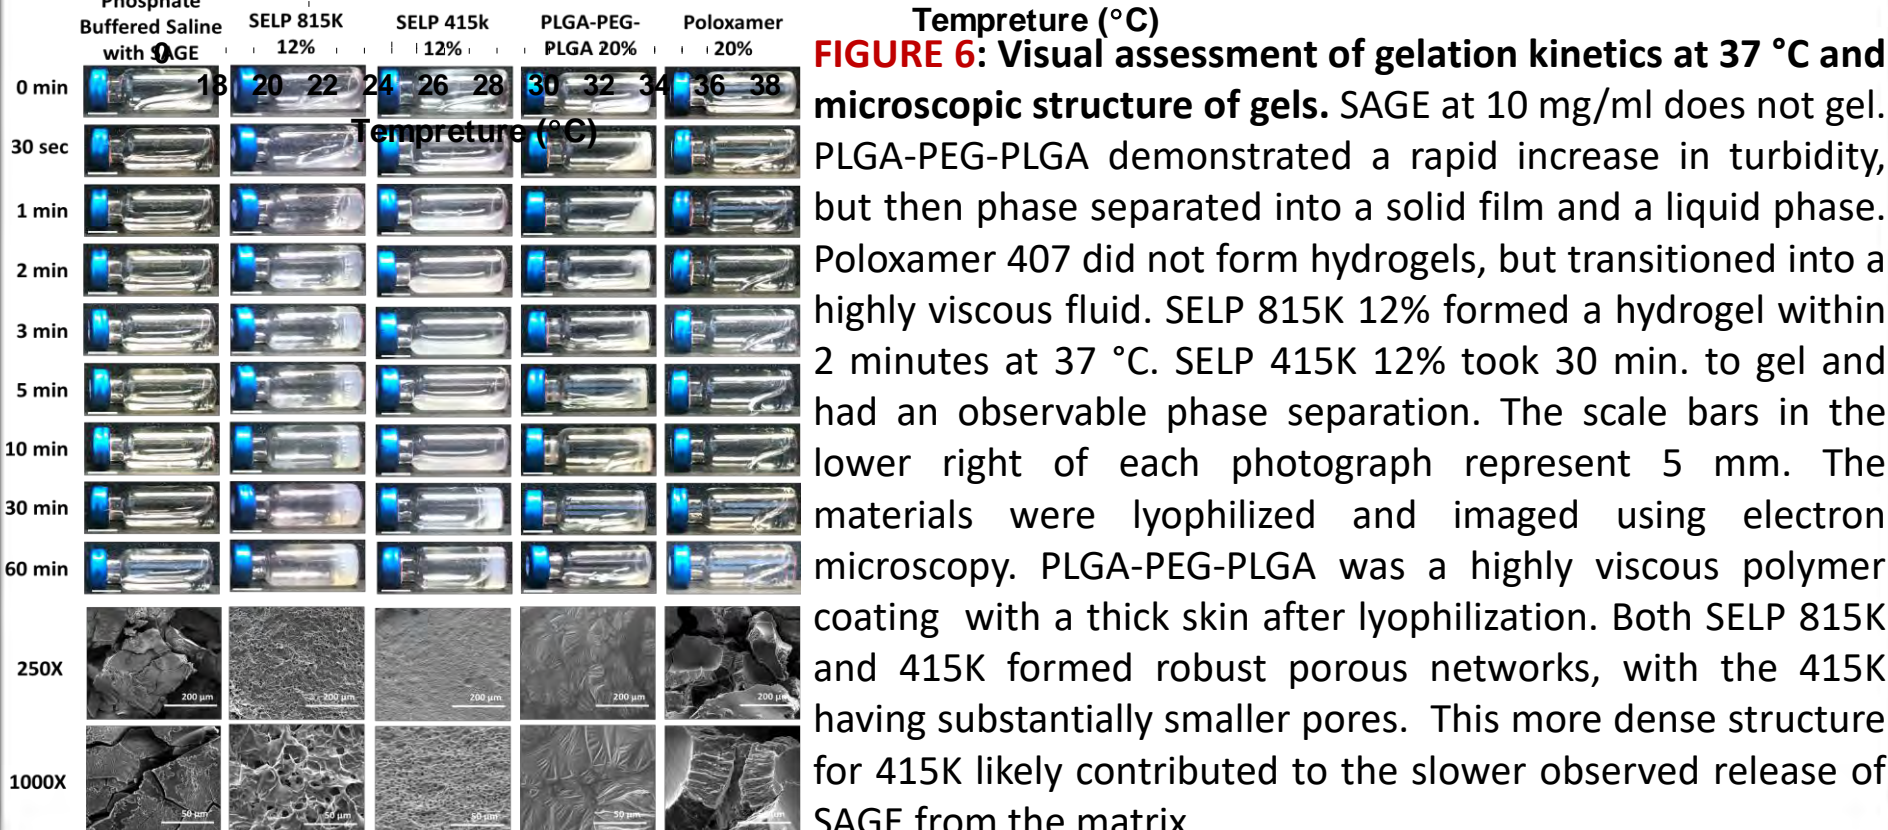 Phosphate
Buffered Saline
with SAGE
SELP 815K
12%
SELP 415k
12%
PLGA-PEG-
PLGA 20%
Poloxamer
20%
0
18 20 22 24 26 28 30 32 34 36 38
Tempreture (°C)
Tempreture (°C)
0 min
30 sec
1 min
2 min
3 min
5 min
10 min
30 min
60 min
250X
200 µm
200 µm
200 µm
200 µm
200 µm
1000X
50 µm
50 µm
50 µm
50 µm
50 µm
FIGURE 6: Visual assessment of gelation kinetics at 37 °C and
microscopic structure of gels. SAGE at 10 mg/ml does not gel.
PLGA-PEG-PLGA demonstrated a rapid increase in turbidity,
but then phase separated into a solid film and a liquid phase.
Poloxamer 407 did not form hydrogels, but transitioned into a
highly viscous fluid. SELP 815K 12% formed a hydrogel within
2 minutes at 37 °C. SELP 415K 12% took 30 min. to gel and
had an observable phase separation. The scale bars in the
lower right of each photograph represent 5 mm. The
materials were lyophilized and imaged using electron
microscopy. PLGA-PEG-PLGA was a highly viscous polymer
coating with a thick skin after lyophilization. Both SELP 815K
and 415K formed robust porous networks, with the 415K
having substantially smaller pores. This more dense structure
for 415K likely contributed to the slower observed release of
SAGE from the matrix